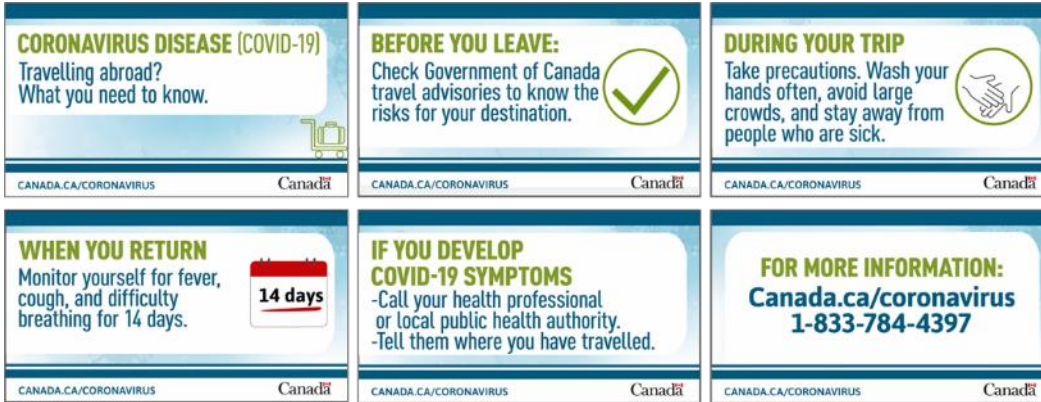 CORONAVIRUS DISEASE (COVID-19)
Travelling abroad?
What you need to know.
CANADA.CA/CORONAVIRUS
Canada
BEFORE YOU LEAVE:
Check Government of Canada
travel advisories to know the
risks for your destination.
CANADA.CA/CORONAVIRUS
Canada
DURING YOUR TRIP
Take precautions. Wash your
hands often, avoid large
crowds, and stay away from
people who are sick.
CANADA.CA/CORONAVIRUS
Canada
WHEN YOU RETURN
Monitor yourself for fever,
cough, and difficulty
breathing for 14 days.
14 days
CANADA.CA/CORONAVIRUS
Canada
IF YOU DEVELOP
COVID-19 SYMPTOMS
-Call your health professional
or local public health authority.
-Tell them where you have travelled.
CANADA.CA/CORONAVIRUS
Canada
FOR MORE INFORMATION:
Canada.ca/coronavirus
1-833-784-4397
CANADA.CA/CORONAVIRUS
Canada